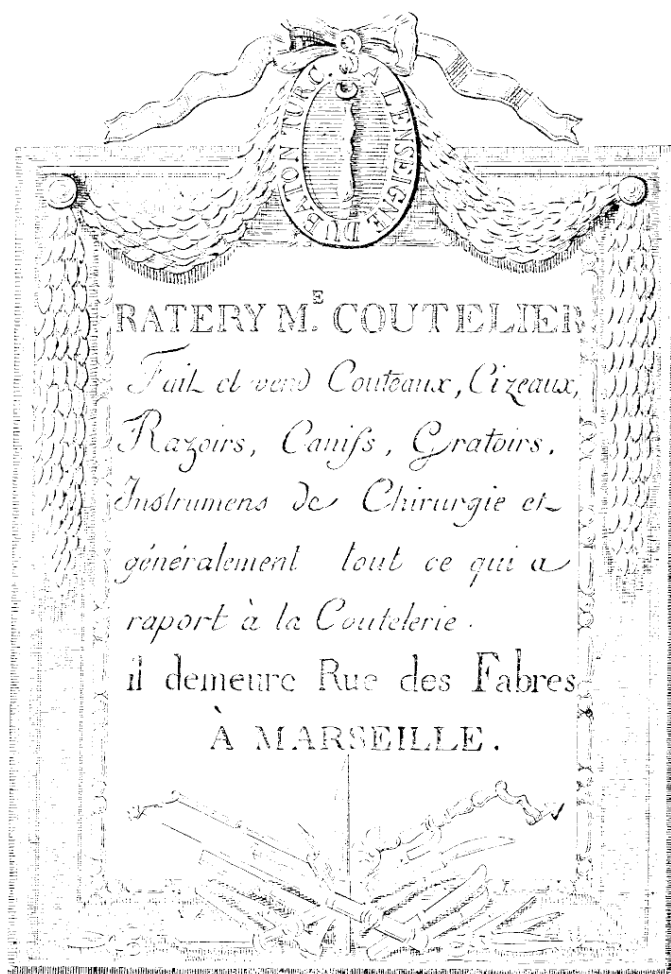 A L'ENSEIGNE DU BATON TURC.
RATERY M.E COUTELIER
Fait et vend Couteaux, Cizeaux,
Razoirs, Canifs, Gratoirs,
Instrumens de Chirurgie et
généralement tout ce qui a
raport à la Coutelerie.
il demeure Rue des Fabres
À MARSEILLE.